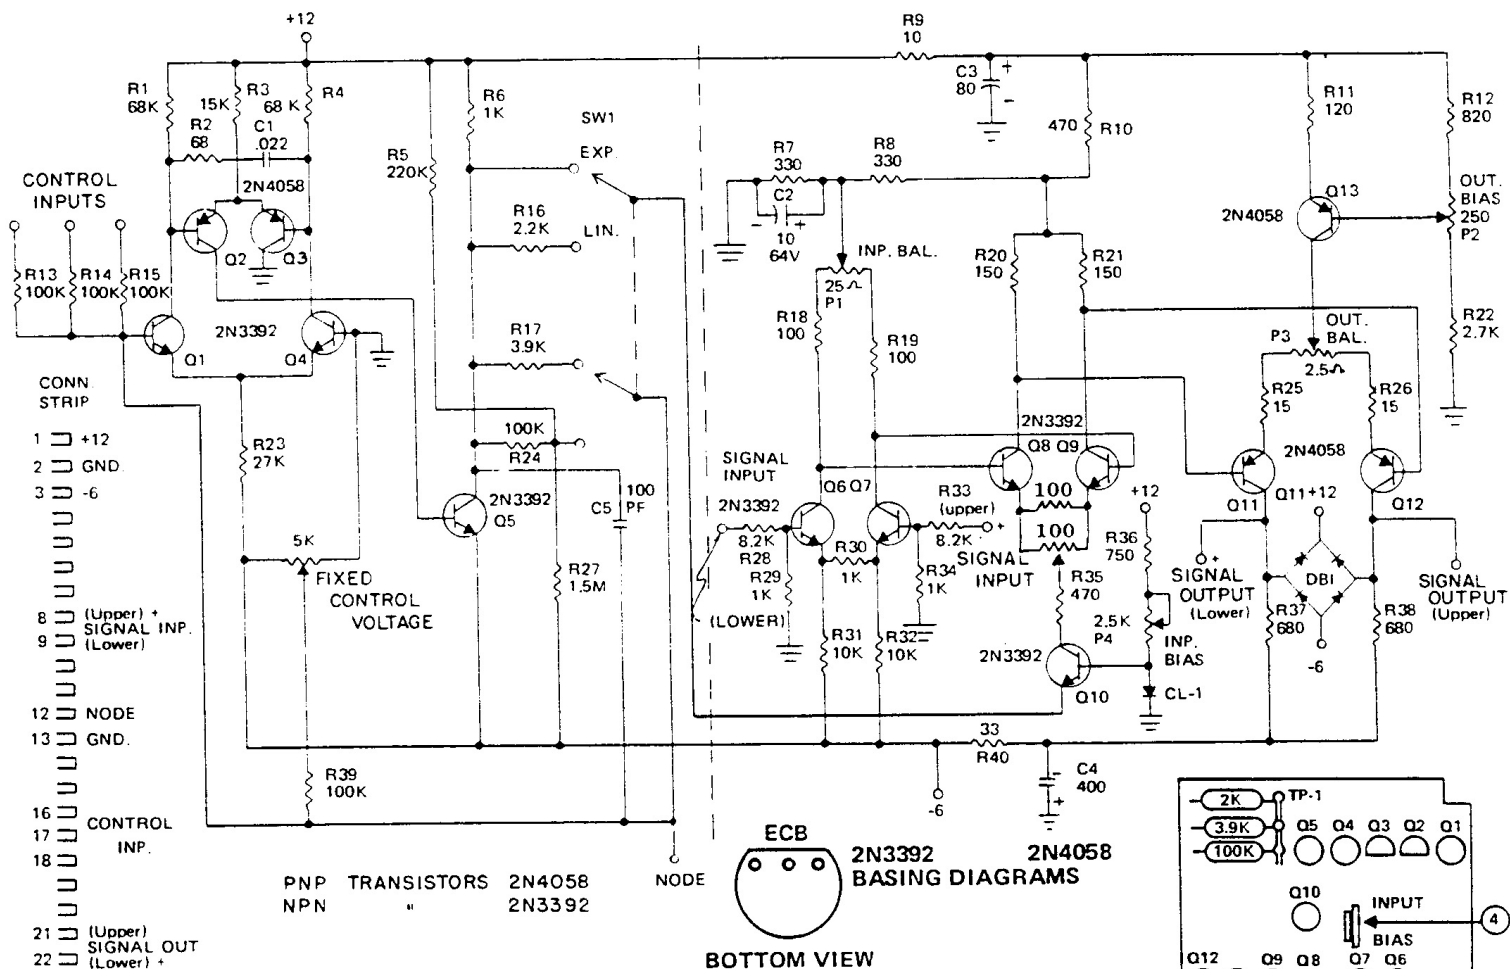 +12
R9
10
R1
68K
R3
15K
68 K
R4
R2
68
C1
.022
R6
1K
SW1
EXP.
C3
80
+
-
470
R10
R11
120
R12
820
R5
220K
R7
330
R8
330
CONTROL
INPUTS
2N4058
C2
- +
10
64V
Q13
2N4058
OUT.
BIAS
250
P2
R16
2.2K
LIN.
Q2
Q3
INP. BAL.
25Ω
P1
R20
150
R21
150
R13
100K
R14
100K
R15
100K
2N3392
Q1
Q4
R17
3.9K
R18
100
R19
100
P3
OUT.
BAL.
2.5Ω
R22
2.7K
CONN.
STRIP
R25
15
R26
15
1 +12
2 GND.
3 -6
R23
27K
100K
R24
2N3392
Q8 Q9
2N4058
SIGNAL
INPUT
2N3392
Q6 Q7
R33
(upper)
8.2K
+
100
100
+12
Q11
Q11+12
Q12
2N3392
Q5
C5
100
PF
8.2K
R28
R29
1K
R30
1K
R34
1K
SIGNAL
INPUT
R36
750
5K
FIXED
CONTROL
VOLTAGE
R27
1.5M
(LOWER)
R35
470
2.5K
P4
INP.
BIAS
+
SIGNAL
OUTPUT
(Lower)
DBI
SIGNAL
OUTPUT
(Upper)
R37
680
R38
680
-6
8 (Upper) +
SIGNAL INP.
9 (Lower)
R31
10K
R32
10K
2N3392
Q10
CL-1
12 NODE
13 GND.
33
R40
R39
100K
-6
-
C4
400
+
16
17 CONTROL
INP.
18
2K
TP-1
3.9K
100K
Q5 Q4 Q3 Q2 Q1
ECB
2N3392 2N4058
BASING DIAGRAMS
NODE
PNP TRANSISTORS 2N4058
NPN " 2N3392
Q10
INPUT
BIAS
4
21 (Upper)
SIGNAL OUT
22 (Lower) +
BOTTOM VIEW
Q12 Q9 Q8 Q7 Q6